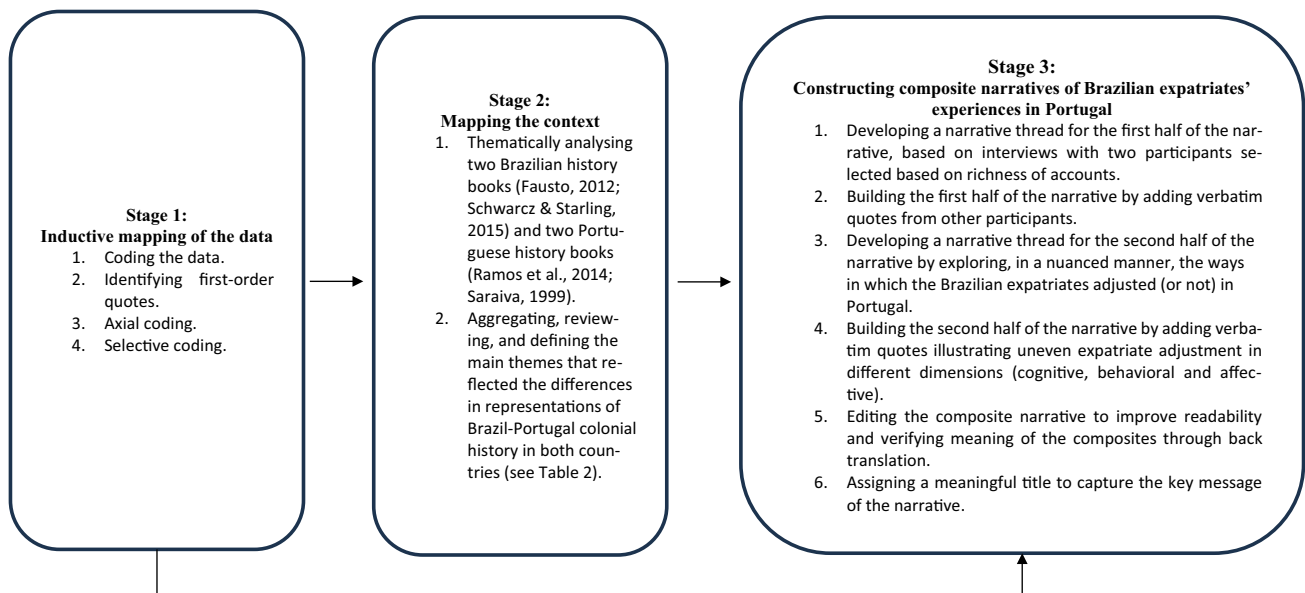 Stage 1:
Inductive mapping of the data
1. Coding the data.
2. Identifying first-order
quotes.
3. Axial coding.
4. Selective coding.
Stage 2:
Mapping the context
1. Thematically analysing
two Brazilian history
books (Fausto, 2012;
Schwarcz & Starling,
2015) and two Portu-
guese history books
(Ramos et al., 2014;
Saraiva, 1999).
2. Aggregating, review-
ing, and defining the
main themes that re-
flected the differences
in representations of
Brazil-Portugal colonial
history in both coun-
tries (see Table 2).
Stage 3:
Constructing composite narratives of Brazilian expatriates’
experiences in Portugal
1. Developing a narrative thread for the first half of the nar-
rative, based on interviews with two participants se-
lected based on richness of accounts.
2. Building the first half of the narrative by adding verbatim
quotes from other participants.
3. Developing a narrative thread for the second half of the
narrative by exploring, in a nuanced manner, the ways
in which the Brazilian expatriates adjusted (or not) in
Portugal.
4. Building the second half of the narrative by adding verba-
tim quotes illustrating uneven expatriate adjustment in
different dimensions (cognitive, behavioral and affec-
tive).
5. Editing the composite narrative to improve readability
and verifying meaning of the composites through back
translation.
6. Assigning a meaningful title to capture the key message
of the narrative.